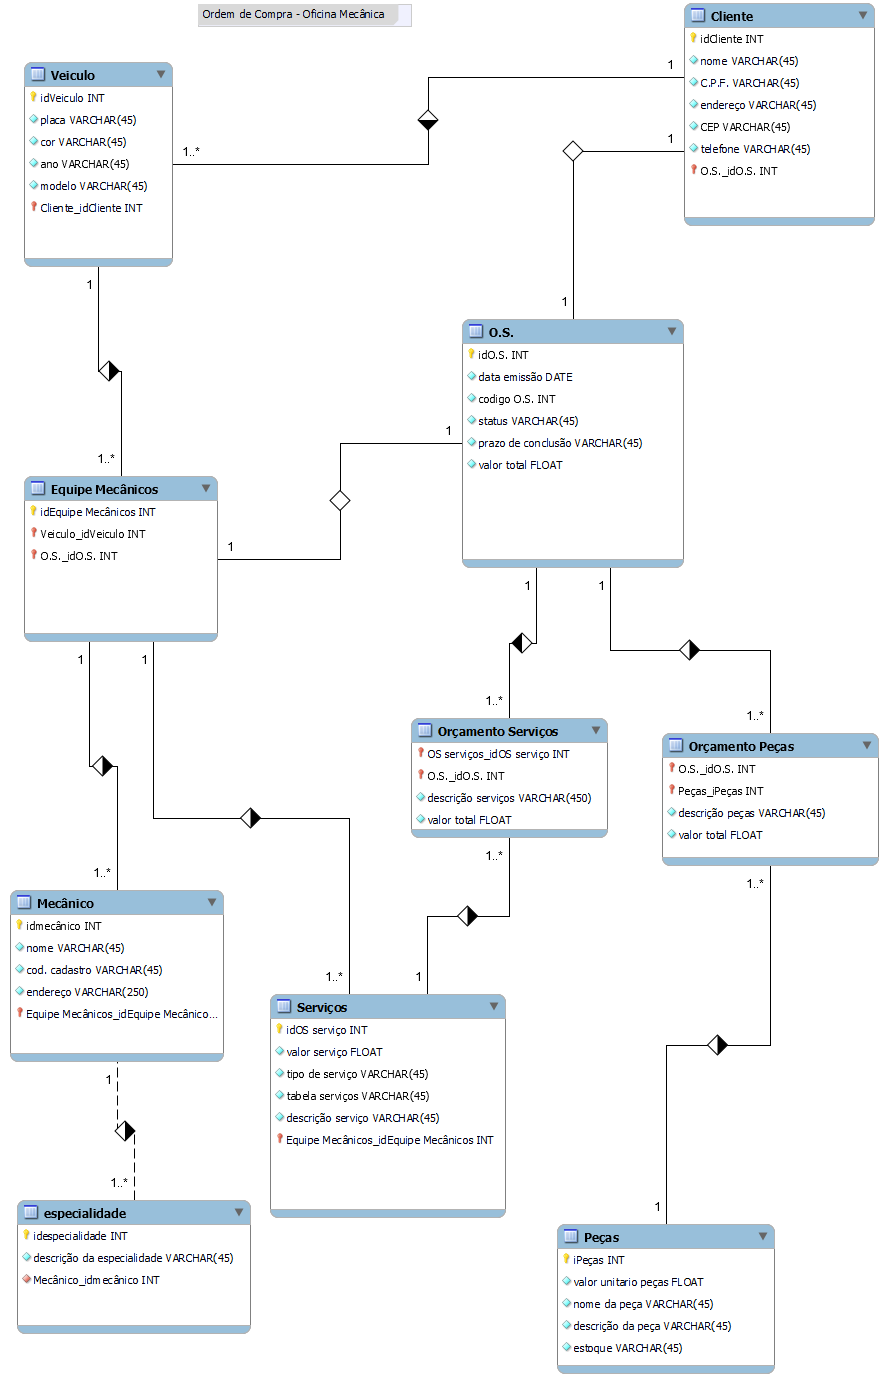 Ordem de Compra - Oficina Mecânica
Cliente
idCliente INT
nome VARCHAR(45)
C.P.F. VARCHAR(45)
endereço VARCHAR(45)
CEP VARCHAR(45)
telefone VARCHAR(45)
O.S._idO.S. INT
1
1
Veiculo
idVeiculo INT
placa VARCHAR(45)
cor VARCHAR(45)
ano VARCHAR(45)
modelo VARCHAR(45)
Cliente_idCliente INT
1..*
1
1
O.S.
idO.S. INT
data emissão DATE
codigo O.S. INT
status VARCHAR(45)
prazo de conclusão VARCHAR(45)
valor total FLOAT
1
1..*
Equipe Mecânicos
idEquipe Mecânicos INT
Veiculo_idVeiculo INT
O.S._idO.S. INT
1
1
1
1
1
1..*
Orçamento Serviços
OS serviços_idOS serviço INT
O.S._idO.S. INT
descrição serviços VARCHAR(450)
valor total FLOAT
1..*
1..*
Orçamento Peças
O.S._idO.S. INT
Peças_iPeças INT
descrição peças VARCHAR(45)
valor total FLOAT
1..*
1..*
Mecânico
idmecânico INT
nome VARCHAR(45)
cod. cadastro VARCHAR(45)
endereço VARCHAR(250)
Equipe Mecânicos_idEquipe Mecânico...
1
1..*
1
Serviços
idOS serviço INT
valor serviço FLOAT
tipo de serviço VARCHAR(45)
tabela serviços VARCHAR(45)
descrição serviço VARCHAR(45)
Equipe Mecânicos_idEquipe Mecânicos INT
1..*
especialidade
idespecialidade INT
descrição da especialidade VARCHAR(45)
Mecânico_idmecânico INT
1
Peças
iPeças INT
valor unitario peças FLOAT
nome da peça VARCHAR(45)
descrição da peça VARCHAR(45)
estoque VARCHAR(45)